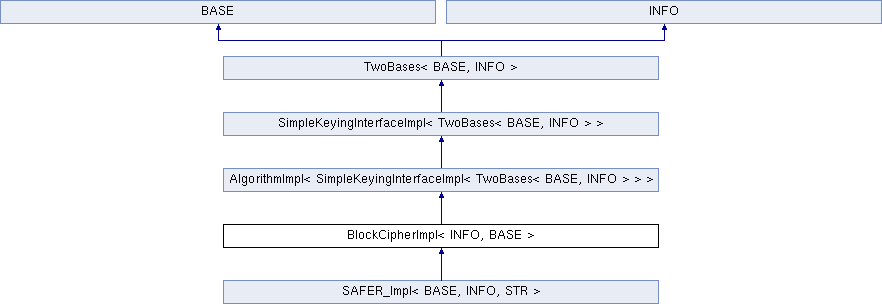 BASE
INFO
TwoBases< BASE, INFO >
SimpleKeyingInterfaceImpl< TwoBases< BASE, INFO > >
AlgorithmImpl< SimpleKeyingInterfaceImpl< TwoBases< BASE, INFO > > >
BlockCipherImpl< INFO, BASE >
SAFER_Impl< BASE, INFO, STR >